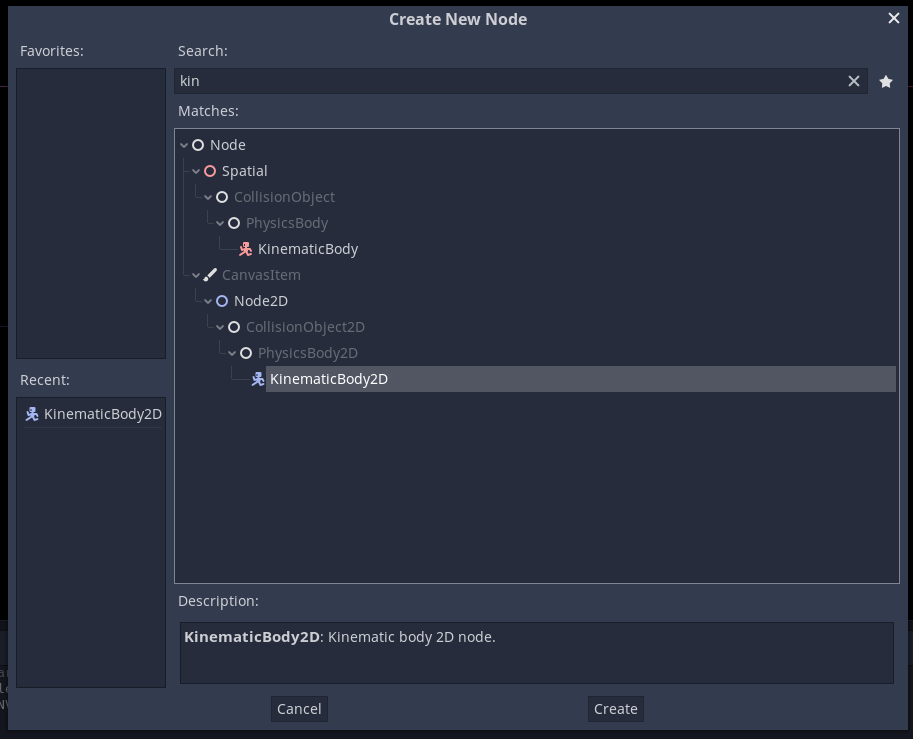 Create New Node
Favorites:
Search:
kin
Matches:
Node
Spatial
CollisionObject
PhysicsBody
KinematicBody
CanvasItem
Node2D
CollisionObject2D
PhysicsBody2D
KinematicBody2D
Recent:
KinematicBody2D
Description:
KinematicBody2D: Kinematic body 2D node.
Cancel
Create